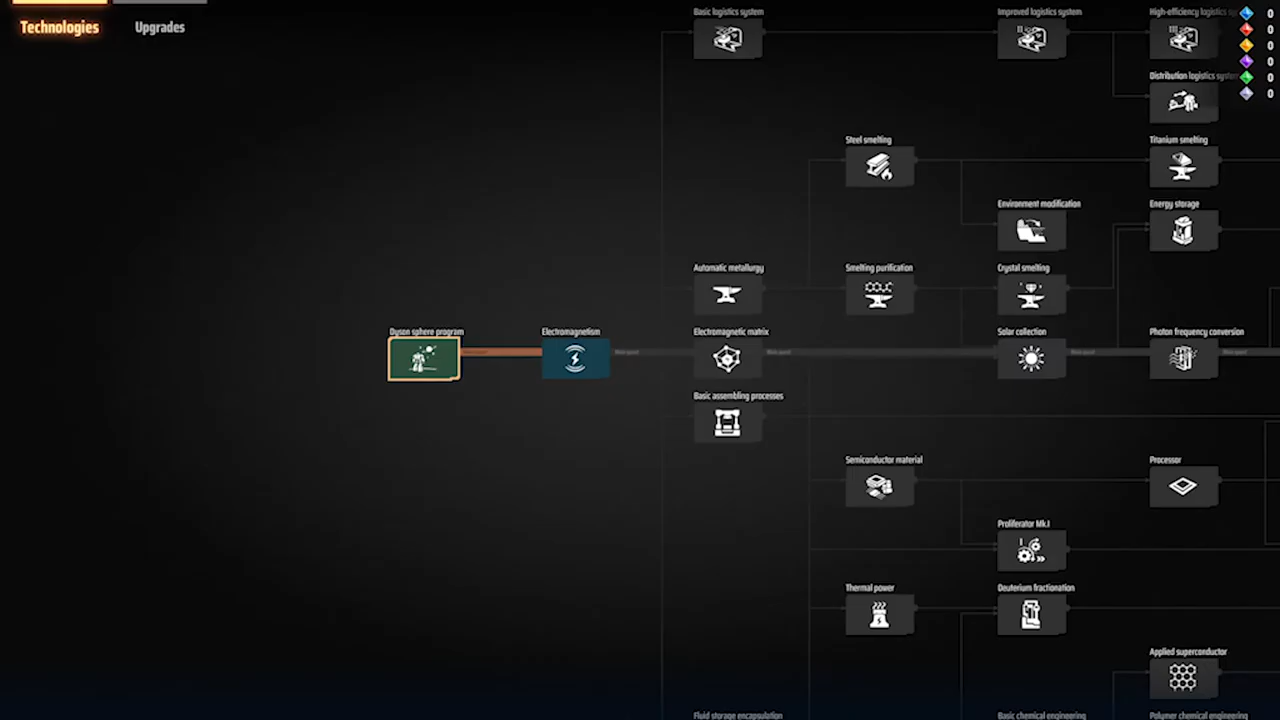 Technologies
Upgrades
Basic logistics system
Improved logistics system
High-efficiency logistics
0
0
0
0
0
0
Distribution logistics system
Steel smelting
Titanium smelting
Environment modification
Energy storage
Automatic metallurgy
Smelting purification
Crystal smelting
Dyson sphere program
Electromagnetism
Electromagnetic matrix
Solar collection
Photon frequency conversion
Basic assembling processes
Semiconductor material
Processor
Proliferator Mk.I
Thermal power
Deuterium fractionation
Applied superconductor
Fluid storage encapsulation
Basic chemical engineering
Polymer chemical engineering